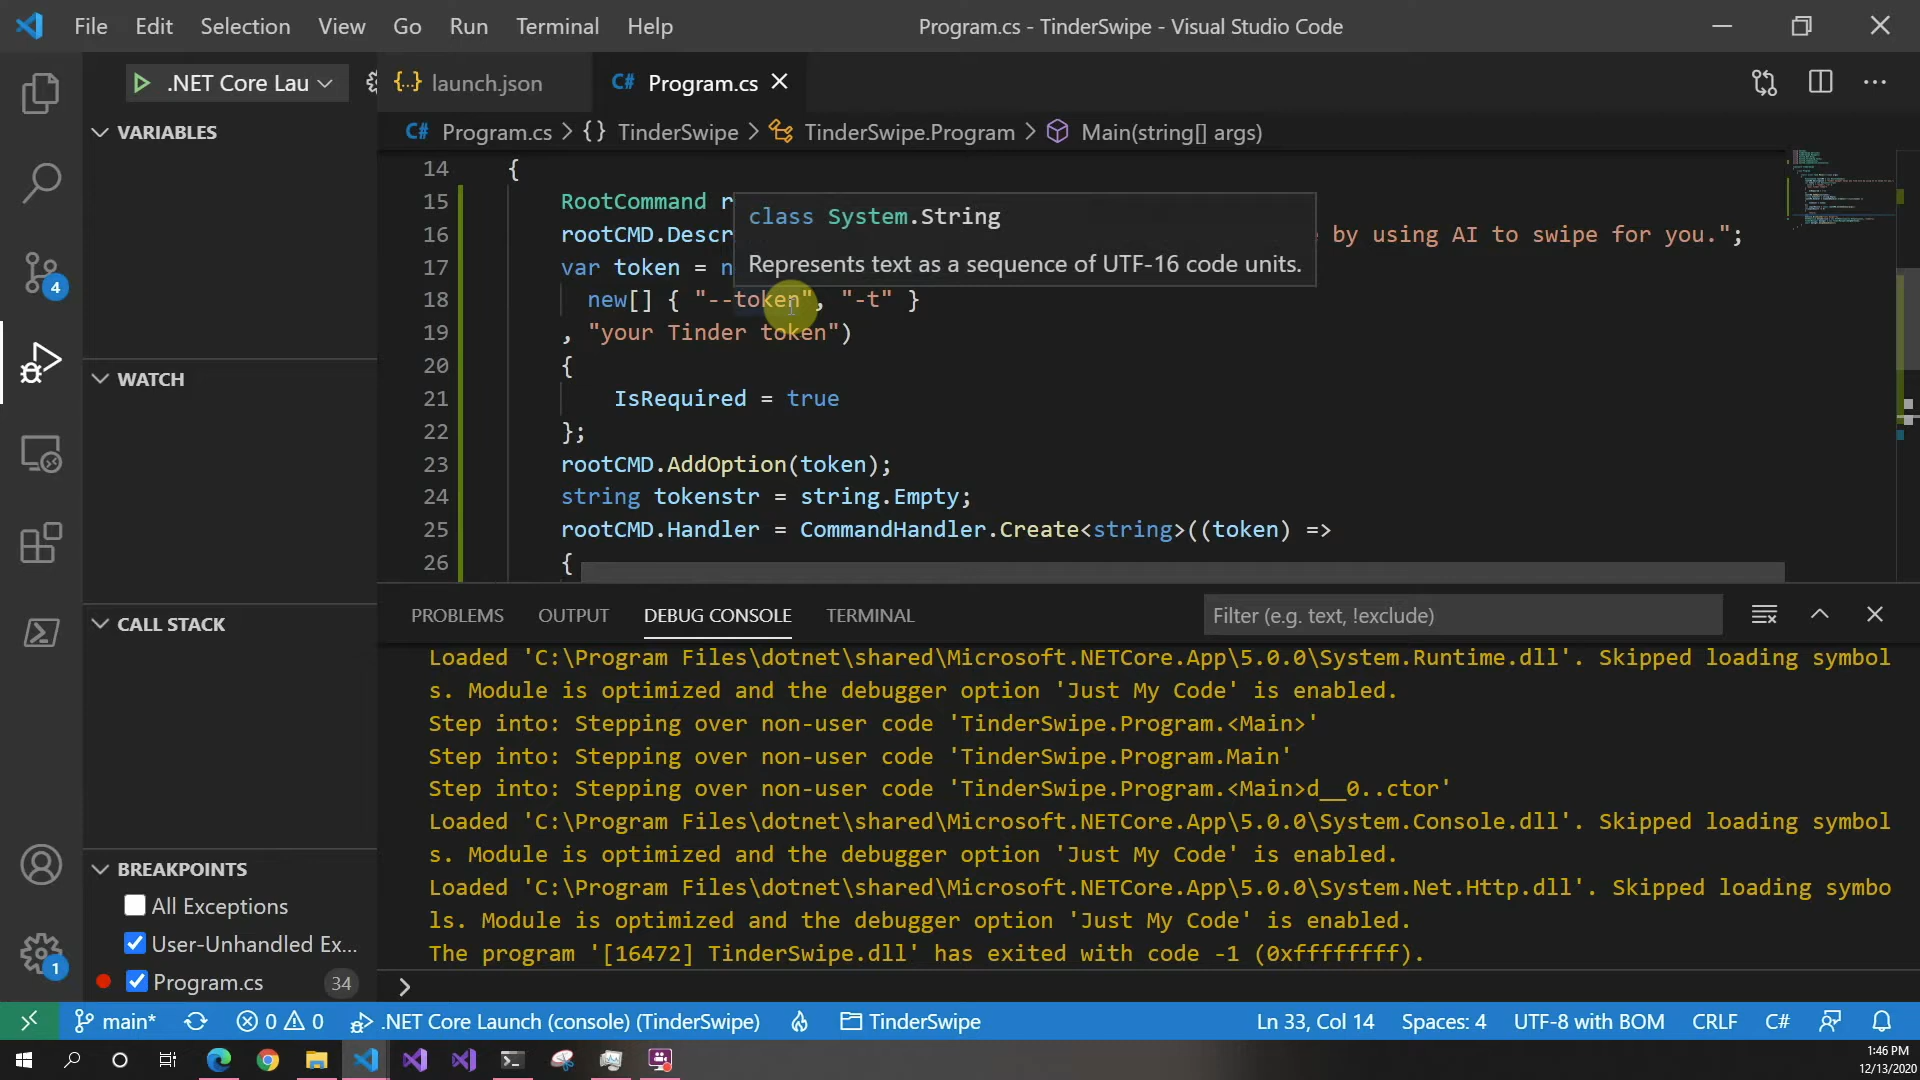 File Edit Selection View Go Run Terminal Help
Program.cs - TinderSwipe - Visual Studio Code
.NET Core Lau
{..} launch.json
C# Program.cs
C# Program.cs > {} TinderSwipe > TinderSwipe.Program > Main(string[] args)
VARIABLES
WATCH
CALL STACK
BREAKPOINTS
All Exceptions
User-Unhandled Ex...
Program.cs 34
4
1
14 {
15 RootCommand r
16 rootCMD.Descr by using AI to swipe for you.";
17 var token = n
18 new[] { "--token", "-t" }
19 , "your Tinder token")
20 {
21 IsRequired = true
22 };
23 rootCMD.AddOption(token);
24 string tokenstr = string.Empty;
25 rootCMD.Handler = CommandHandler.Create<string>((token) =>
26 {
class System.String
Represents text as a sequence of UTF-16 code units.
PROBLEMS OUTPUT DEBUG CONSOLE TERMINAL
Filter (e.g. text, !exclude)
Loaded 'C:\Program Files\dotnet\shared\Microsoft.NETCore.App\5.0.0\System.Runtime.dll'. Skipped loading symbol
s. Module is optimized and the debugger option 'Just My Code' is enabled.
Step into: Stepping over non-user code 'TinderSwipe.Program.<Main>'
Step into: Stepping over non-user code 'TinderSwipe.Program.Main'
Step into: Stepping over non-user code 'TinderSwipe.Program.<Main>d__0..ctor'
Loaded 'C:\Program Files\dotnet\shared\Microsoft.NETCore.App\5.0.0\System.Console.dll'. Skipped loading symbol
s. Module is optimized and the debugger option 'Just My Code' is enabled.
Loaded 'C:\Program Files\dotnet\shared\Microsoft.NETCore.App\5.0.0\System.Net.Http.dll'. Skipped loading symbo
ls. Module is optimized and the debugger option 'Just My Code' is enabled.
The program '[16472] TinderSwipe.dll' has exited with code -1 (0xffffffff).
>
main* 0 0 .NET Core Launch (console) (TinderSwipe) TinderSwipe Ln 33, Col 14 Spaces: 4 UTF-8 with BOM CRLF C#
1:46 PM
12/13/2020